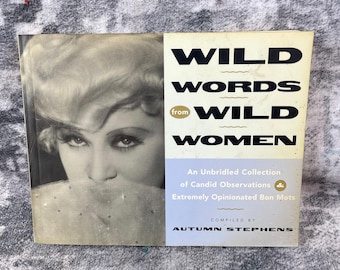 WILD
WORDS
from WILD
WOMEN
An Unbridled Collection
of Candid Observations &
Extremely Opinionated Bon Mots
COMPILED BY
AUTUMN STEPHENS